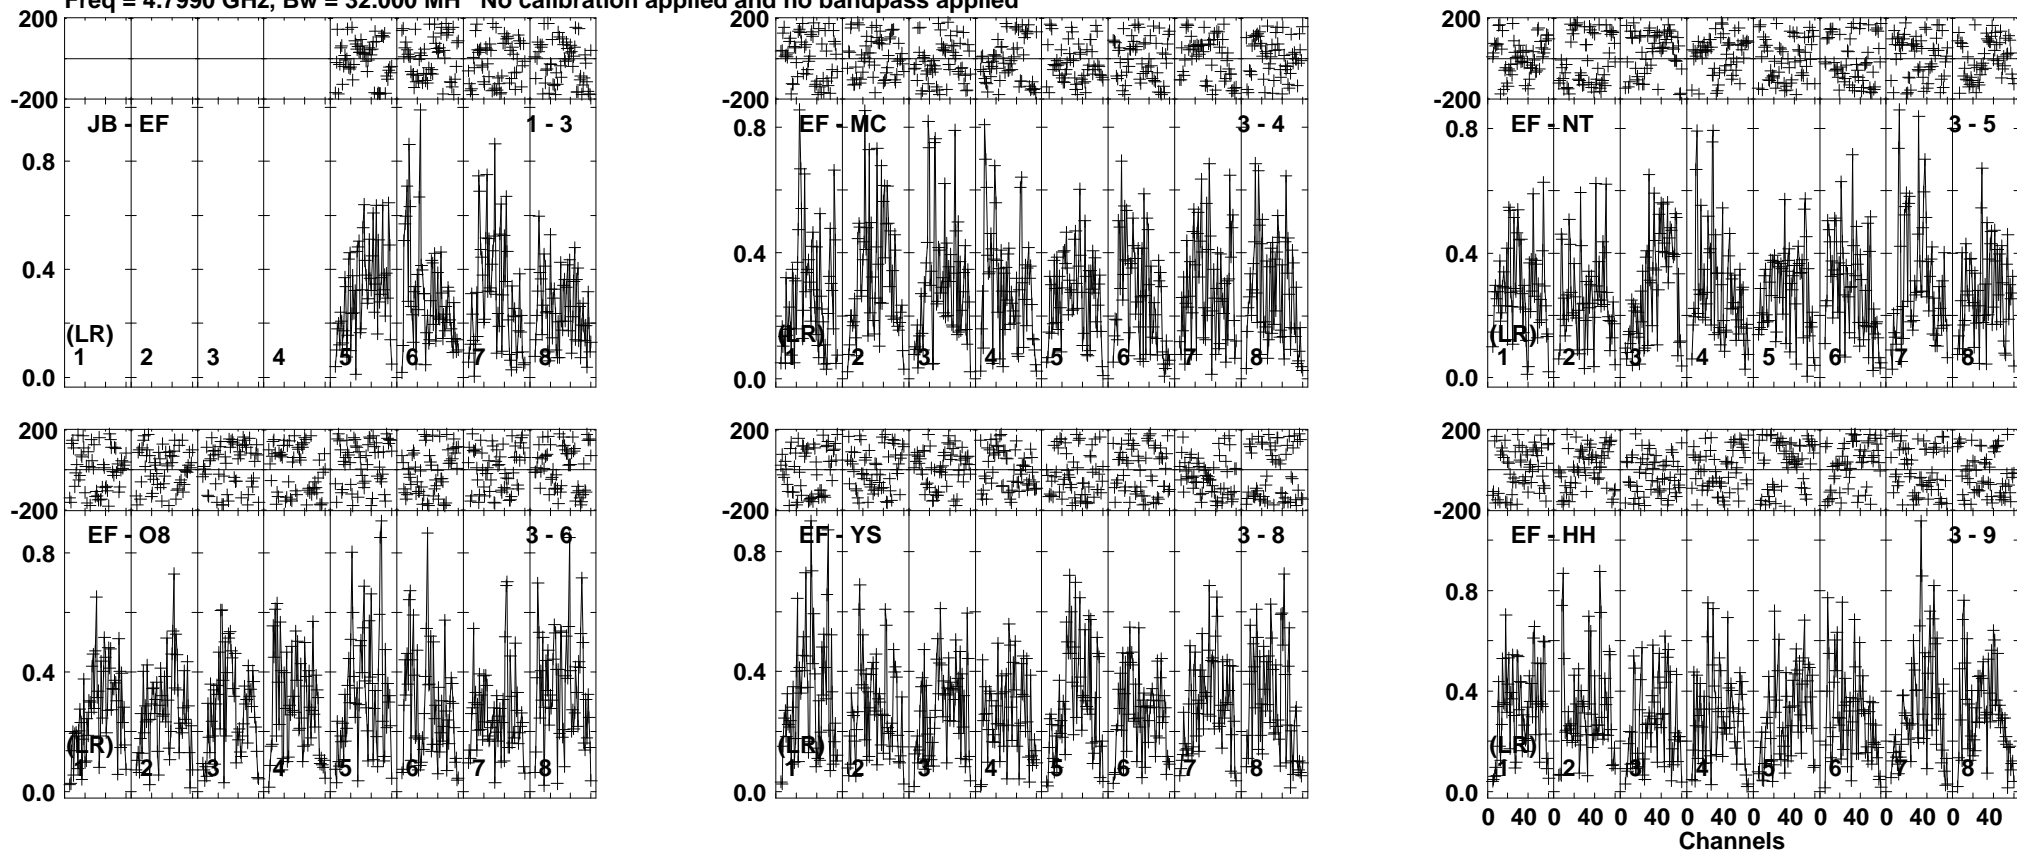 Freq = 4.7990 GHz, Bw = 32.000 MH No calibration applied and no bandpass applied
200 200 200
-200 -200 -200
JB - EF 1 - 3 EF - MC 3 - 4 EF - NT 3 - 5
0.8 0.8 0.8
0.4 0.4 0.4
(LR) (LR) (LR)
1 2 3 4 5 6 7 8 1 2 3 4 5 6 7 8 1 2 3 4 5 6 7 8
0.0 0.0 0.0
200 200 200
-200 -200 -200
EF - O8 3 - 6 EF - YS 3 - 8 EF - HH 3 - 9
0.8 0.8 0.8
0.4 0.4 0.4
(LR) (LR) (LR)
1 2 3 4 5 6 7 8 1 2 3 4 5 6 7 8 1 2 3 4 5 6 7 8
0.0 0.0 0.0
0 40 0 40 0 40 0 40 0 40 0 40 0 40 0 40
Channels